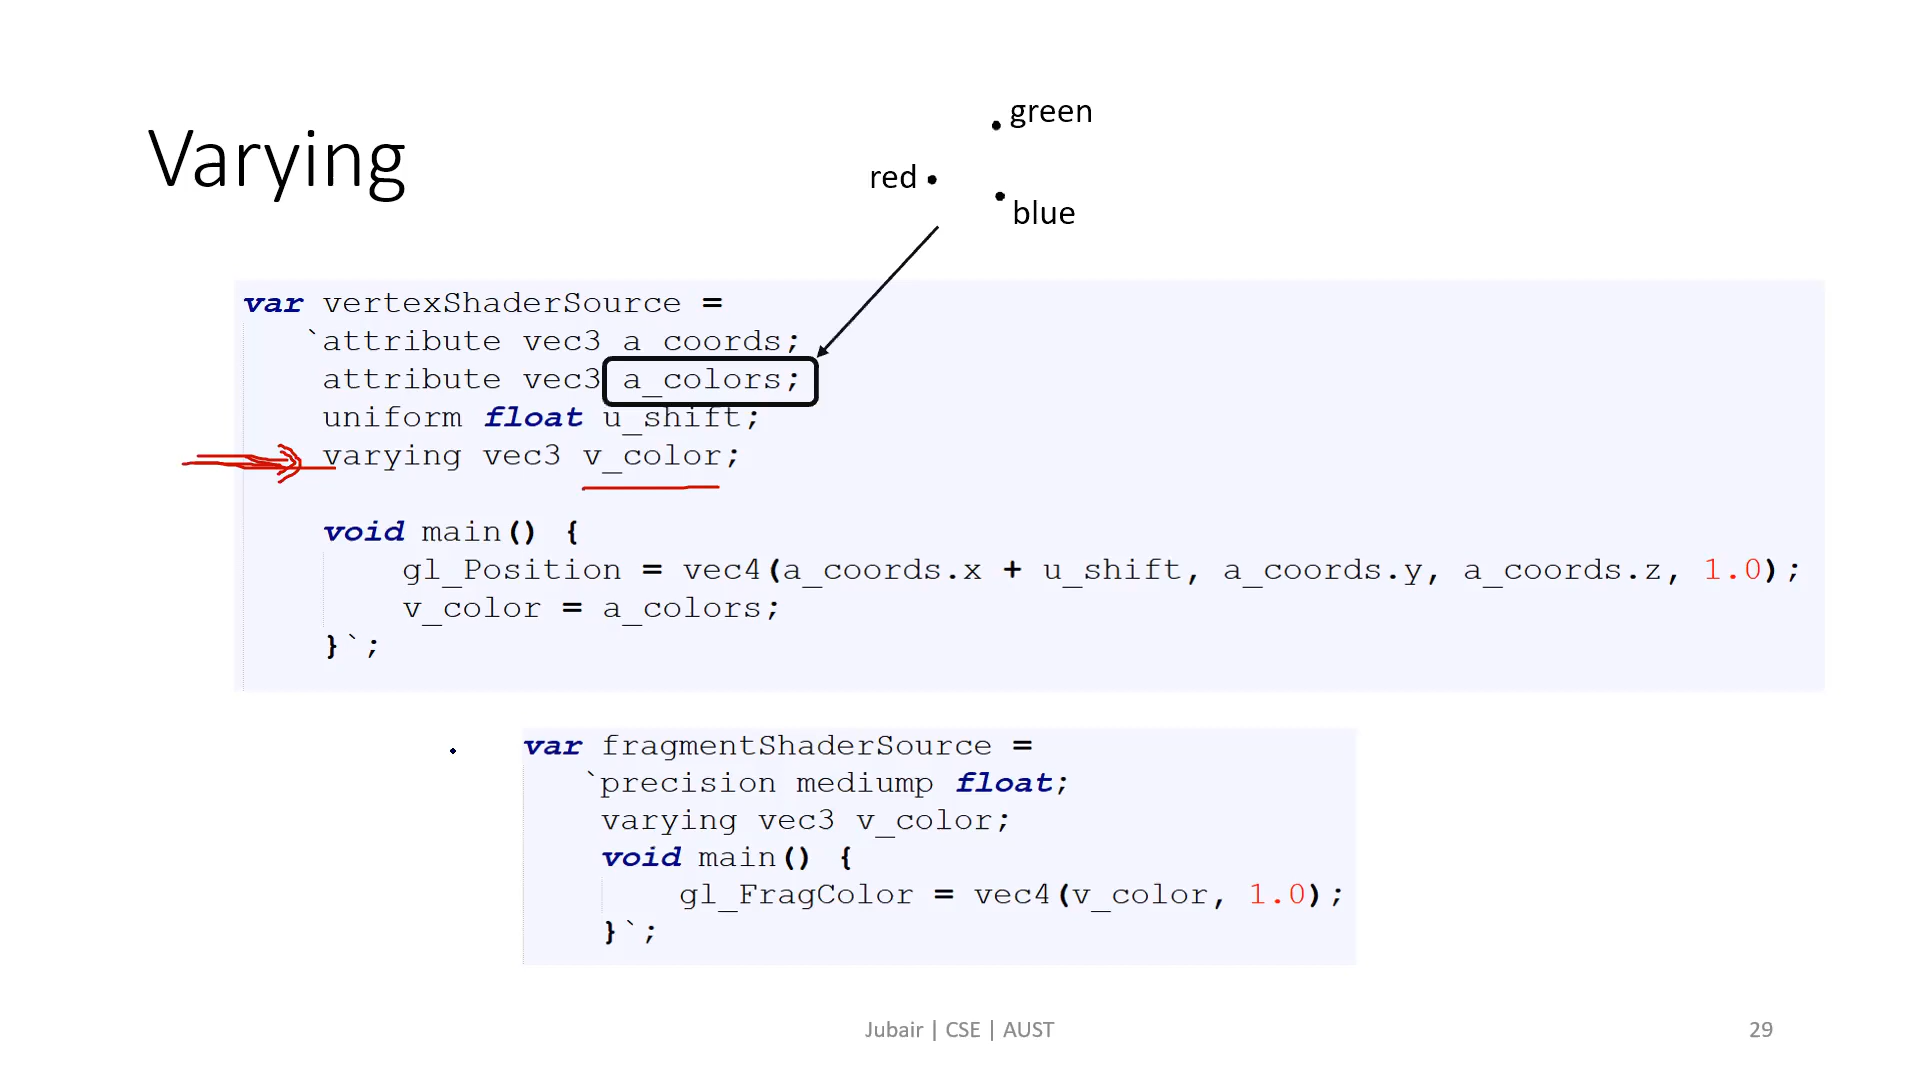 Varying
green
red
blue
var vertexShaderSource =
`attribute vec3 a_coords;
attribute vec3 a_colors;
uniform float u_shift;
varying vec3 v_color;
void main() {
gl_Position = vec4(a_coords.x + u_shift, a_coords.y, a_coords.z, 1.0);
v_color = a_colors;
}`;
var fragmentShaderSource =
`precision mediump float;
varying vec3 v_color;
void main() {
gl_FragColor = vec4(v_color, 1.0);
}`;
Jubair | CSE | AUST
29